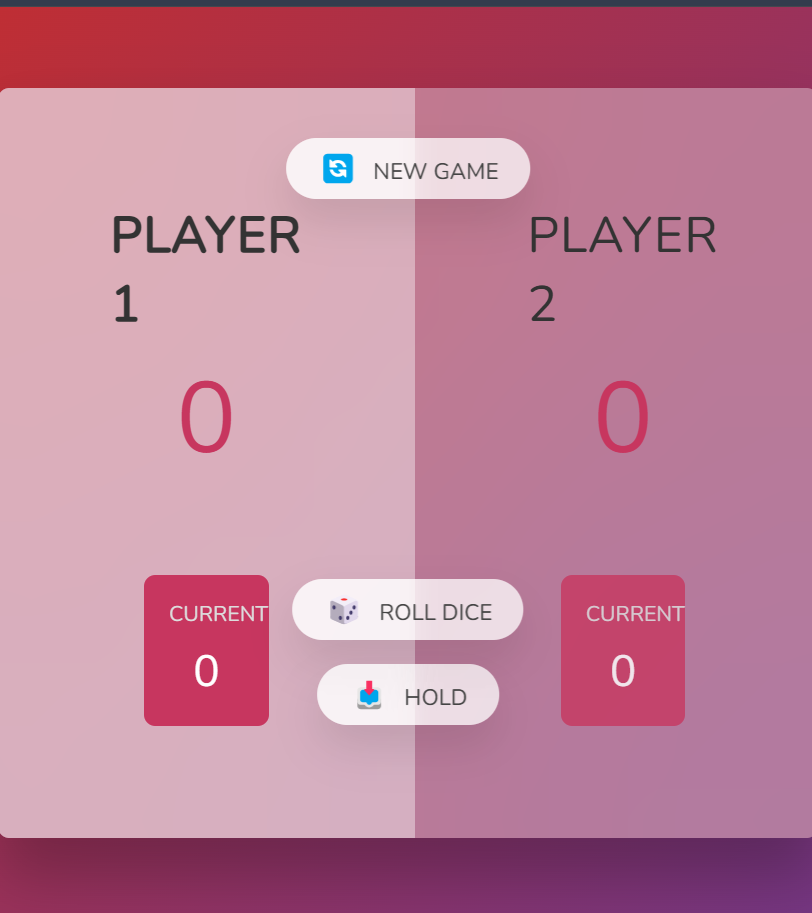 NEW GAME
PLAYER
1
0
PLAYER
2
0
CURRENT
0
ROLL DICE
HOLD
CURRENT
0